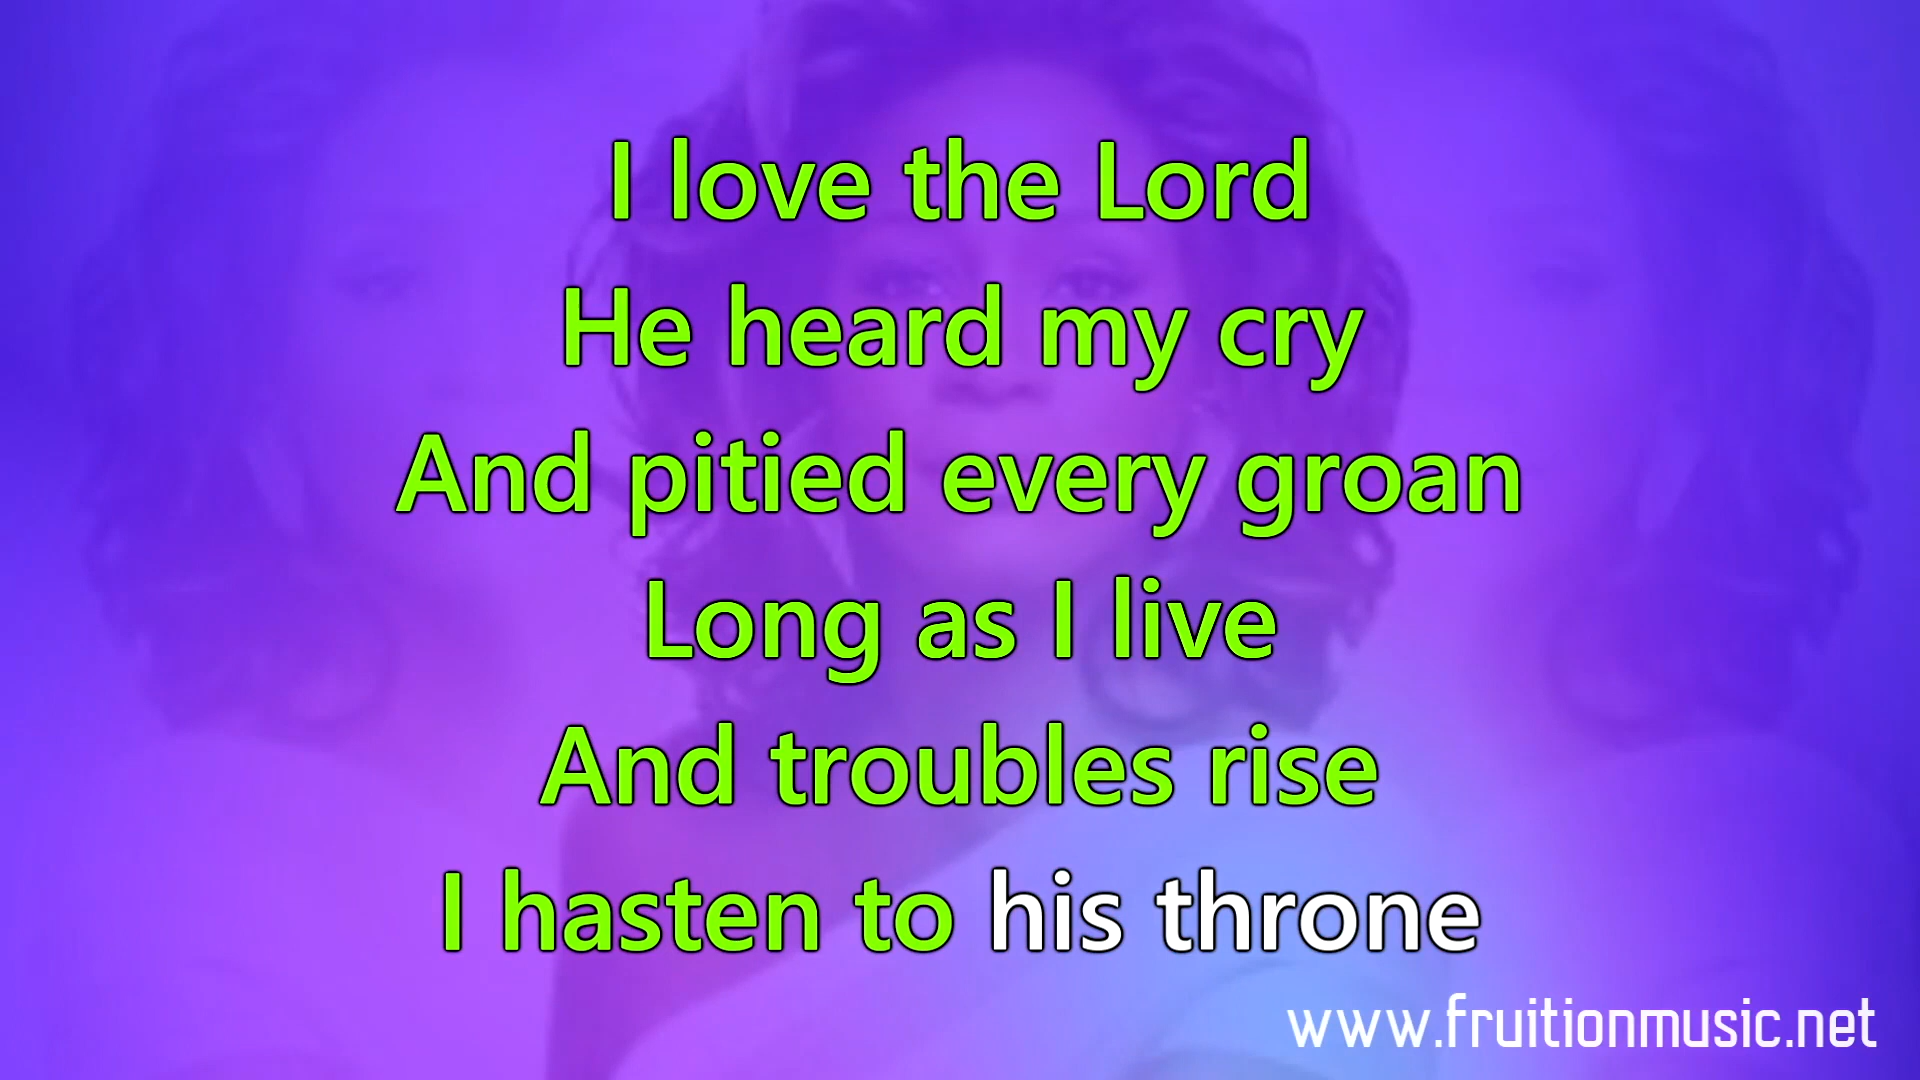 I love the Lord
He heard my cry
And pitied every groan
Long as I live
And troubles rise
I hasten to his throne
www.fruitionmusic.net